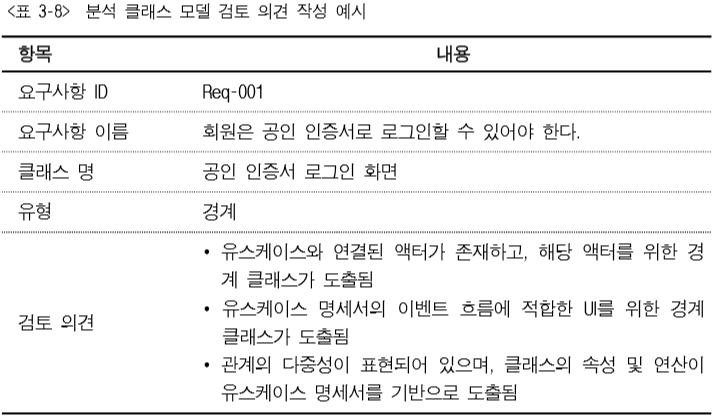 <표 3-8> 분석 클래스 모델 검토 의견 작성 예시
항목 내용
요구사항 ID Req-001
요구사항 이름 회원은 공인 인증서로 로그인할 수 있어야 한다.
클래스 명 공인 인증서 로그인 화면
유형 경계
검토 의견
• 유스케이스와 연결된 액터가 존재하고, 해당 액터를 위한 경
계 클래스가 도출됨
• 유스케이스 명세서의 이벤트 흐름에 적합한 UI를 위한 경계
클래스가 도출됨
• 관계의 다중성이 표현되어 있으며, 클래스의 속성 및 연산이
유스케이스 명세서를 기반으로 도출됨